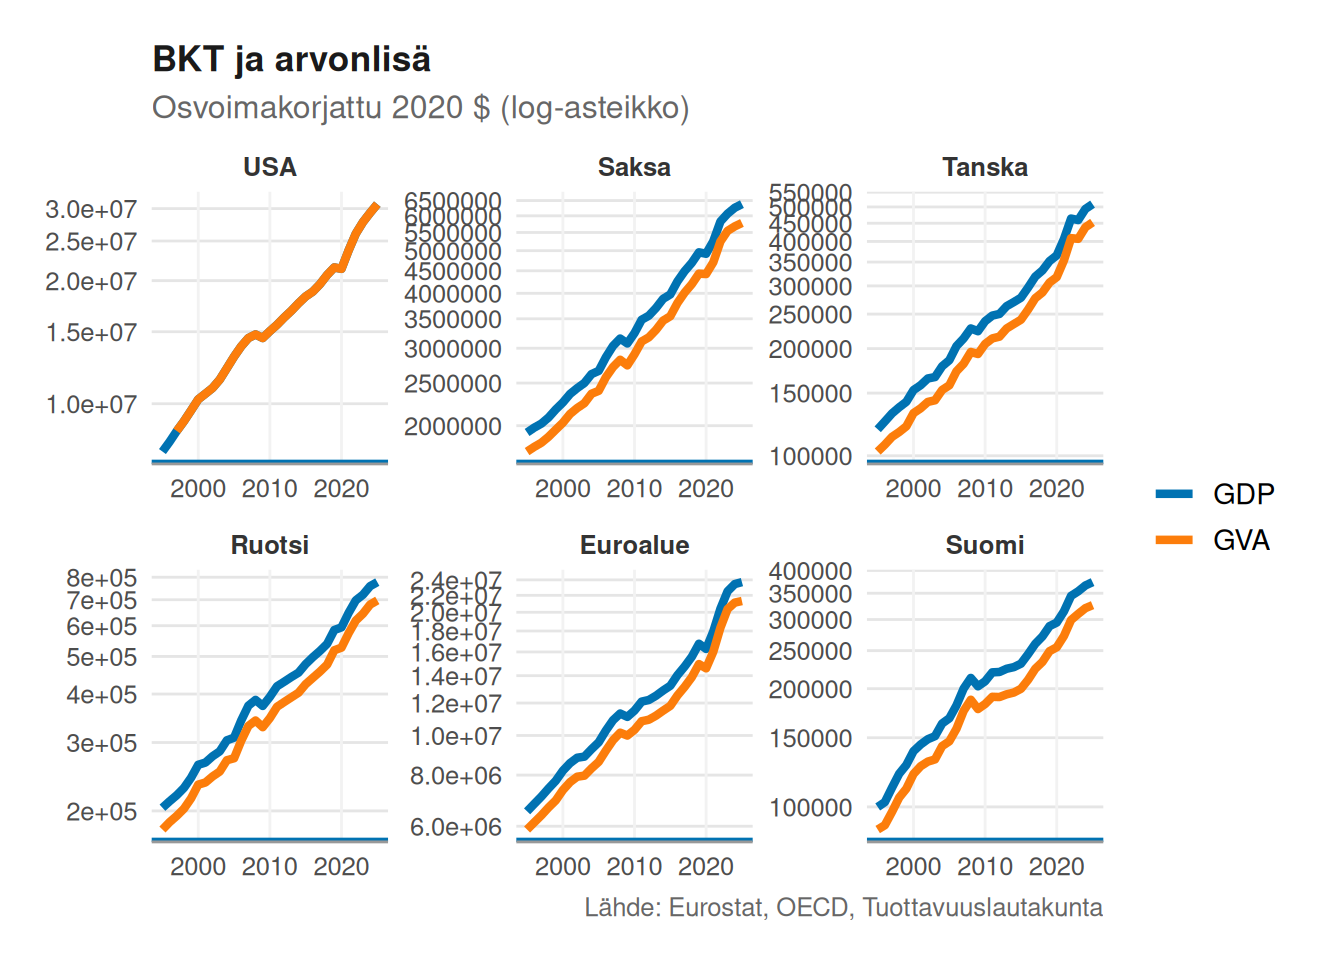 BKT ja arvonlisä
Osvoimakorjattu 2020 $ (log-asteikko)
USA
3.0e+07
2.5e+07
2.0e+07
1.5e+07
1.0e+07
2000 2010 2020
Saksa
6500000
6000000
5500000
5000000
4500000
4000000
3500000
3000000
2500000
2000000
2000 2010 2020
Tanska
550000
500000
450000
400000
350000
300000
250000
200000
150000
100000
2000 2010 2020
Ruotsi
8e+05
7e+05
6e+05
5e+05
4e+05
3e+05
2e+05
2000 2010 2020
Euroalue
2.4e+07
2.2e+07
2.0e+07
1.8e+07
1.6e+07
1.4e+07
1.2e+07
1.0e+07
8.0e+06
6.0e+06
2000 2010 2020
Suomi
400000
350000
300000
250000
200000
150000
100000
2000 2010 2020
GDP
GVA
Lähde: Eurostat, OECD, Tuottavuuslautakunta